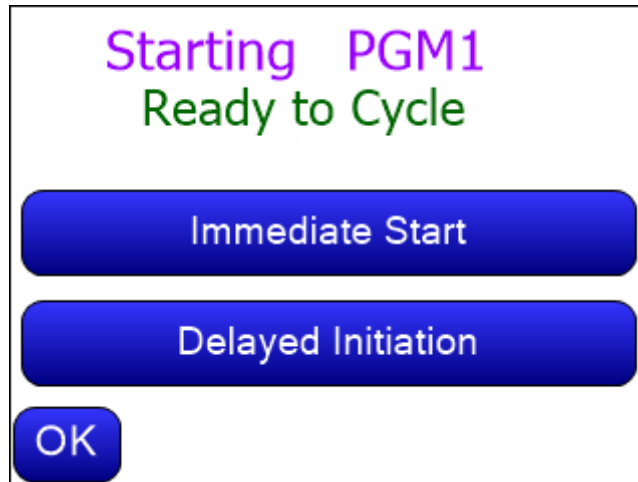 Starting PGM1
Ready to Cycle
Immediate Start
Delayed Initiation
OK